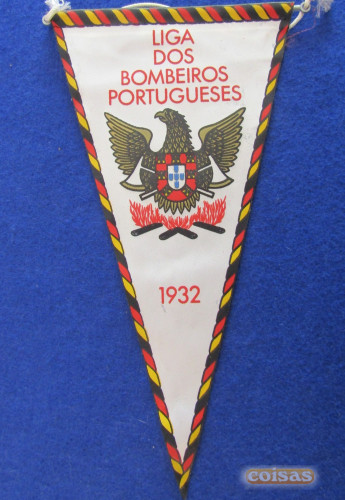 LIGA
DOS
BOMBEIROS
PORTUGUESES
1932
coisas